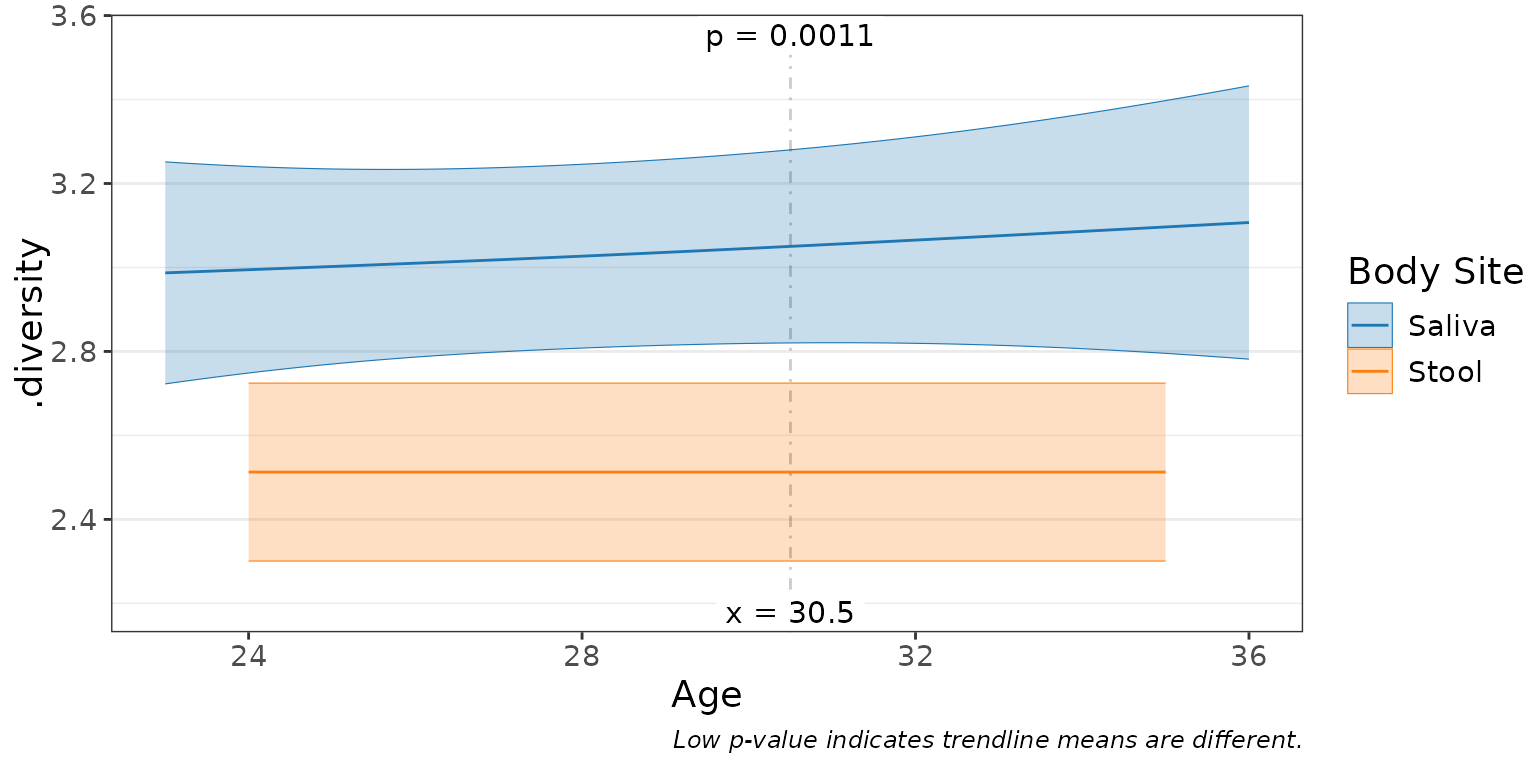 3.6
3.2
2.8
2.4
.diversity
p = 0.0011
x = 30.5
24 28 32 36
Age
Low p-value indicates trendline means are different.
Body Site
Saliva
Stool